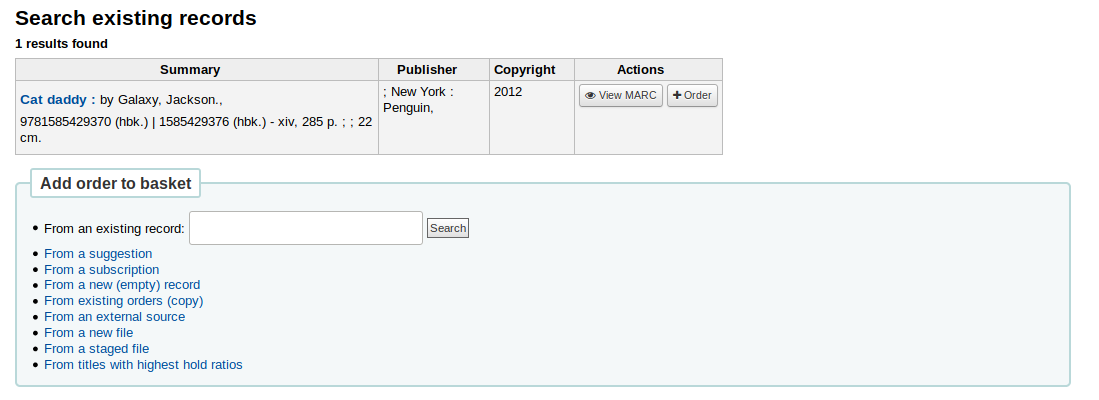 Search existing records
1 results found
Summary Publisher Copyright Actions
Cat daddy : by Galaxy, Jackson.,
9781585429370 (hbk.) | 1585429376 (hbk.) - xiv, 285 p. ; ; 22
cm.
; New York :
Penguin,
2012
View MARC
Order
Add order to basket
From an existing record: Search
From a suggestion
From a subscription
From a new (empty) record
From existing orders (copy)
From an external source
From a new file
From a staged file
From titles with highest hold ratios